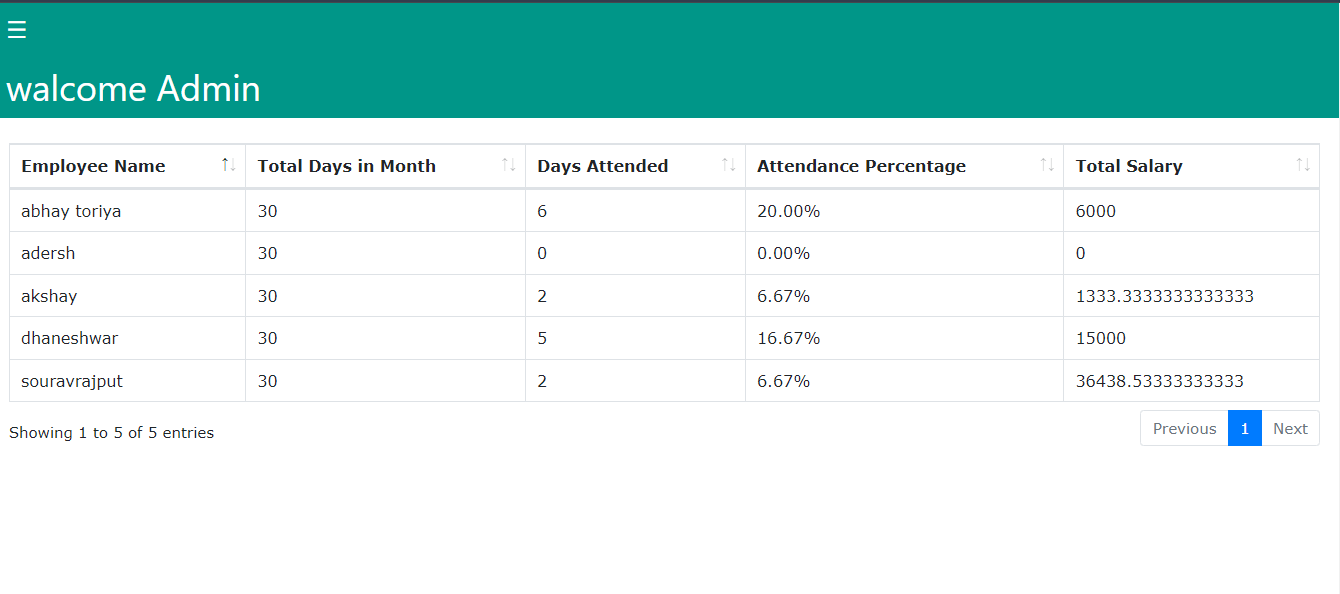 walcome Admin
Employee Name Total Days in Month Days Attended Attendance Percentage Total Salary
abhay toriya 30 6 20.00% 6000
adersh 30 0 0.00% 0
akshay 30 2 6.67% 1333.3333333333333
dhaneshwar 30 5 16.67% 15000
souravrajput 30 2 6.67% 36438.53333333333
Showing 1 to 5 of 5 entries Previous 1 Next